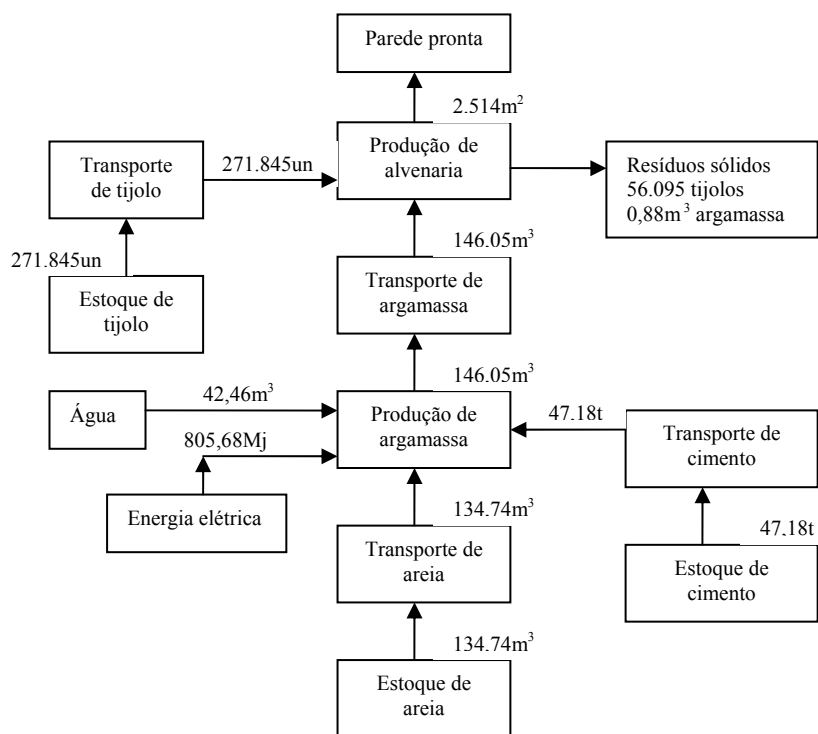 Parede pronta
2.514m²
Produção de
alvenaria
Transporte
de tijolo
271.845un
Resíduos sólidos
56.095 tijolos
0,88m³ argamassa
146.05m³
271.845un
Estoque de
tijolo
Transporte de
argamassa
146.05m³
Água
42,46m³
Produção de
argamassa
47.18t
Transporte de
cimento
805,68Mj
Energia elétrica
134.74m³
47,18t
Transporte de
areia
Estoque de
cimento
134.74m³
Estoque de
areia